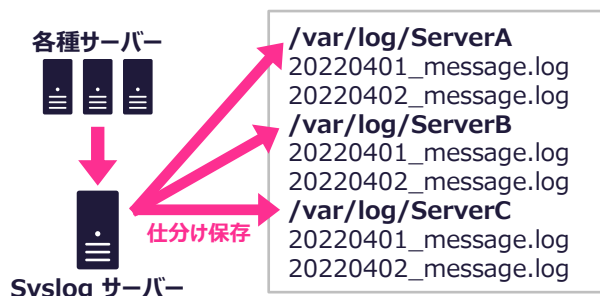 各種サーバー
Syslog サーバー
仕分け保存
/var/log/ServerA
20220401_message.log
20220402_message.log
/var/log/ServerB
20220401_message.log
20220402_message.log
/var/log/ServerC
20220401_message.log
20220402_message.log